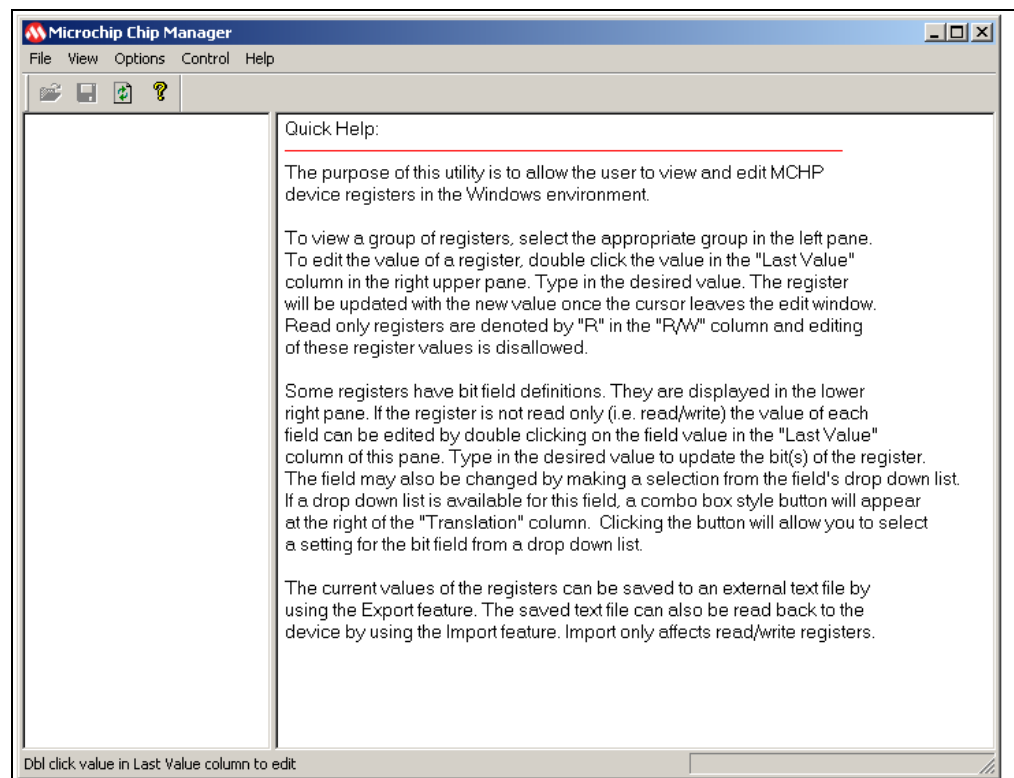 Microchip Chip Manager
File View Options Control Help
Quick Help:
The purpose of this utility is to allow the user to view and edit MCHP
device registers in the Windows environment.
To view a group of registers, select the appropriate group in the left pane.
To edit the value of a register, double click the value in the "Last Value"
column in the right upper pane. Type in the desired value. The register
will be updated with the new value once the cursor leaves the edit window.
Read only registers are denoted by "R" in the "R/W" column and editing
of these register values is disallowed.
Some registers have bit field definitions. They are displayed in the lower
right pane. If the register is not read only (i.e. read/write) the value of each
field can be edited by double clicking on the field value in the "Last Value"
column of this pane. Type in the desired value to update the bit(s) of the register.
The field may also be changed by making a selection from the field's drop down list.
If a drop down list is available for this field, a combo box style button will appear
at the right of the "Translation" column.  Clicking the button will allow you to select
a setting for the bit field from a drop down list.
The current values of the registers can be saved to an external text file by
using the Export feature. The saved text file can also be read back to the
device by using the Import feature. Import only affects read/write registers.
Dbl click value in Last Value column to edit